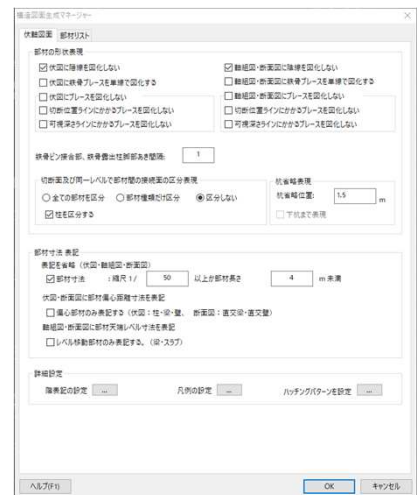 構造図面生成マネージャー
伏軸図面 部材リスト
部材の形状表現
伏図に陰線を図化しない
伏図に鉄骨ブレースを単線で図化する
伏図にブレースを図化しない
切断位置ラインにかかるブレースを図化しない
可視深さラインにかかるブレースを図化しない
軸組図・断面図に陰線を図化しない
軸組図・断面図に鉄骨ブレースを単線で図化する
軸組図・断面図にブレースを図化しない
切断位置ラインにかかるブレースを図化しない
可視深さラインにかかるブレースを図化しない
鉄骨ピン接合部、鉄骨露出柱脚部あき間隔: 1
切断面及び同一レベルで部材間の接続面の区分表現
全ての部材を区分 部材種類だけ区分 区分しない
柱を区分する
杭省略表現
杭省略位置: 1.5 m
下杭まで表現
部材寸法 表記
表記を省略 (伏図・軸組図・断面図)
部材寸法 : 縮尺 1/ 50 以上か部材長さ 4 m 未満
伏図・断面図に部材偏心距離寸法を表記
偏心部材のみ表記する (伏図:柱・梁・壁、 断面図:直交梁・直交壁)
軸組図・断面図に部材天端レベル寸法を表記
レベル移動部材のみ表記する。 (梁・スラブ)
詳細設定
階表記の設定 ... 凡例の設定 ... ハッチングパターンを設定 ...
ヘルプ(F1) OK キャンセル